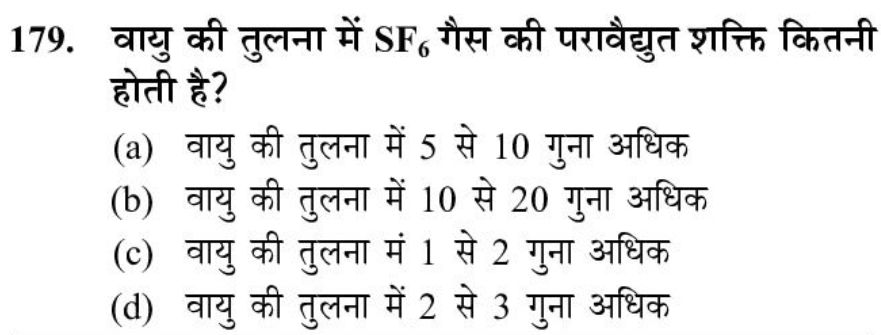 179. वायु की तुलना में SF₆ गैस की परावैद्युत शक्ति कितनी
होती है?
(a) वायु की तुलना में 5 से 10 गुना अधिक
(b) वायु की तुलना में 10 से 20 गुना अधिक
(c) वायु की तुलना मं 1 से 2 गुना अधिक
(d) वायु की तुलना में 2 से 3 गुना अधिक